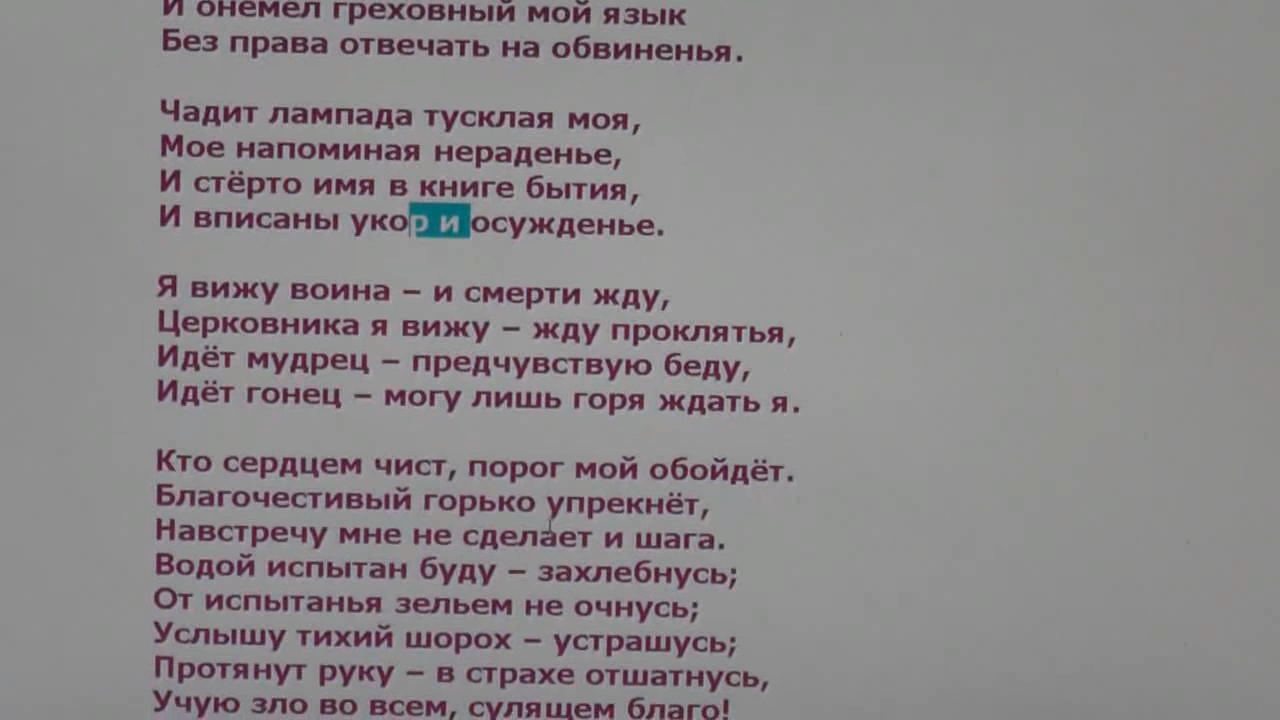 И онемел греховный мой язык
Без права отвечать на обвиненья.
Чадит лампада тусклая моя,
Мое напоминая нераденье,
И стёрто имя в книге бытия,
И вписаны укор и осужденье.
Я вижу воина – и смерти жду,
Церковника я вижу – жду проклятья,
Идёт мудрец – предчувствую беду,
Идёт гонец – могу лишь горя ждать я.
Кто сердцем чист, порог мой обойдёт.
Благочестивый горько упрекнёт,
Навстречу мне не сделает и шага.
Водой испытан буду – захлебнусь;
От испытанья зельем не очнусь;
Услышу тихий шорох – устрашусь;
Протянут руку – в страхе отшатнусь,
Учую зло во всем, сулящем благо!